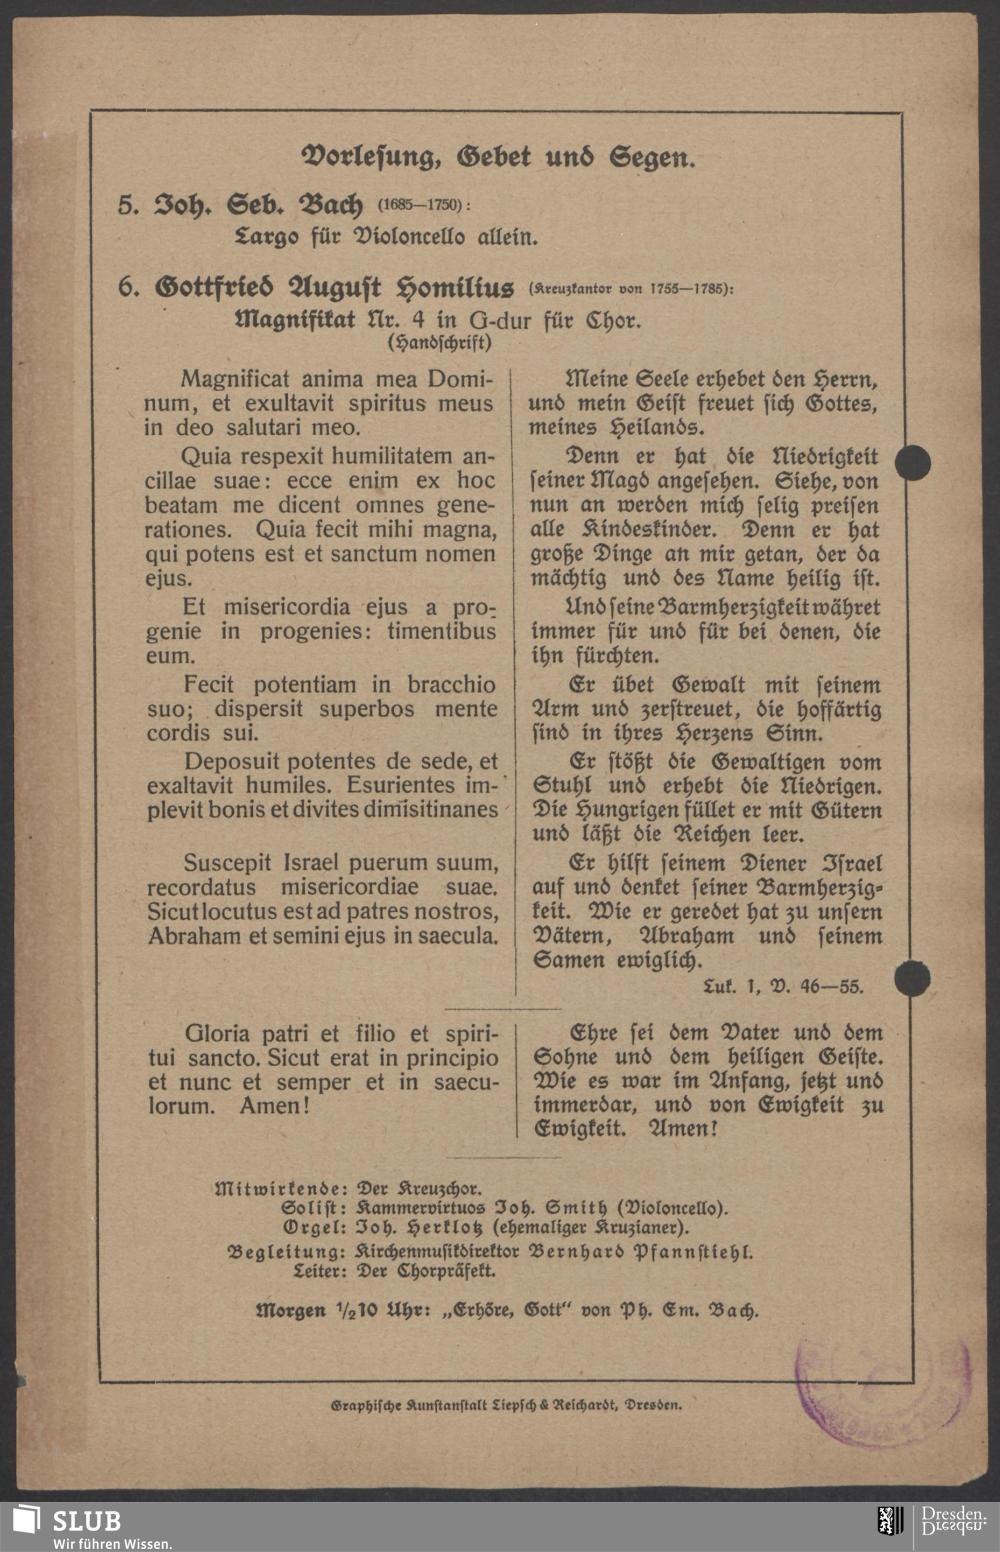 Vorlesung, Gebet und Segen.
5. Joh. Seb. Bach (1685—1750):
Largo für Violoncello allein.
6. Gottfried August Homilius (Kreuzkantor von 1755—1785):
Magnifikat Nr. 4 in G-dur für Chor.
(Handschrift)
Magnificat anima mea Domi-
num, et exultavit spiritus meus
in deo salutari meo.
Quia respexit humilitatem an-
cillae suae: ecce enim ex hoc
beatam me dicent omnes gene-
rationes. Quia fecit mihi magna,
qui potens est et sanctum nomen
ejus.
Et misericordia ejus a pro-
genie in progenies: timentibus
eum.
Fecit potentiam in bracchio
suo; dispersit superbos mente
cordis sui.
Deposuit potentes de sede, et
exaltavit humiles. Esurientes im-
plevit bonis et divites dimisitinanes
Suscepit Israel puerum suum,
recordatus misericordiae suae.
Sicut locutus est ad patres nostros,
Abraham et semini ejus in saecula.
Meine Seele erhebet den Herrn,
und mein Geist freuet sich Gottes,
meines Heilands.
Denn er hat die Niedrigkeit
seiner Magd angesehen. Siehe, von
nun an werden mich selig preisen
alle Kindeskinder. Denn er hat
große Dinge an mir getan, der da
mächtig und des Name heilig ist.
Und seine Barmherzigkeit währet
immer für und für bei denen, die
ihn fürchten.
Er übet Gewalt mit seinem
Arm und zerstreuet, die hoffärtig
sind in ihres Herzens Sinn.
Er stößt die Gewaltigen vom
Stuhl und erhebt die Niedrigen.
Die Hungrigen füllet er mit Gütern
und läßt die Reichen leer.
Er hilft seinem Diener Israel
auf und denket seiner Barmherzig-
keit. Wie er geredet hat zu unsern
Vätern, Abraham und seinem
Samen ewiglich.
Luk. 1, V. 46—55.
Gloria patri et filio et spiri-
tui sancto. Sicut erat in principio
et nunc et semper et in saecu-
lorum. Amen!
Ehre sei dem Vater und dem
Sohne und dem heiligen Geiste.
Wie es war im Anfang, jetzt und
immerdar, und von Ewigkeit zu
Ewigkeit. Amen!
Mitwirkende: Der Kreuzchor.
Solist: Kammervirtuos Joh. Smith (Violoncello).
Orgel: Joh. Herklotz (ehemaliger Kruzianer).
Begleitung: Kirchenmusikdirektor Bernhard Pfannstiehl.
Leiter: Der Chorpräfekt.
Morgen 1/210 Uhr: „Erhöre, Gott“ von Ph. Em. Bach.
Graphische Kunstanstalt Liepsch & Reichardt, Dresden.
SLUB
Wir führen Wissen.
Dresden.
Dresden.